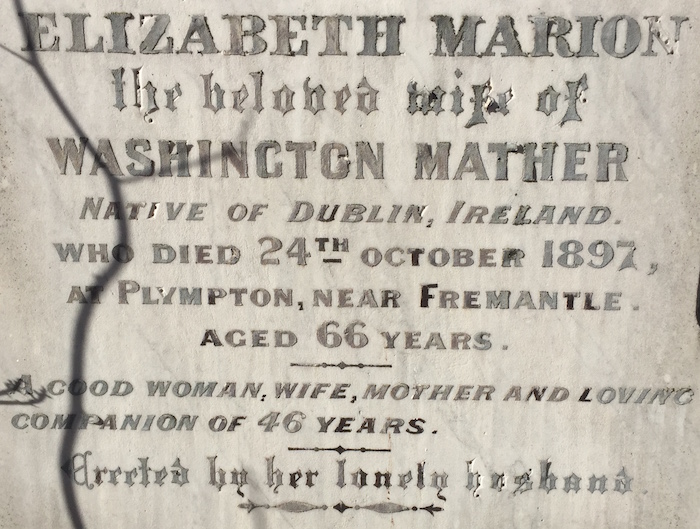 ELIZABETH MARION
the beloved wife of
WASHINGTON MATHER
NATIVE OF DUBLIN, IRELAND.
WHO DIED 24TH OCTOBER 1897,
AT PLYMPTON, NEAR FREMANTLE.
AGED 66 YEARS.
A GOOD WOMAN, WIFE, MOTHER AND LOVING
COMPANION OF 46 YEARS.
Erected by her lonely husband